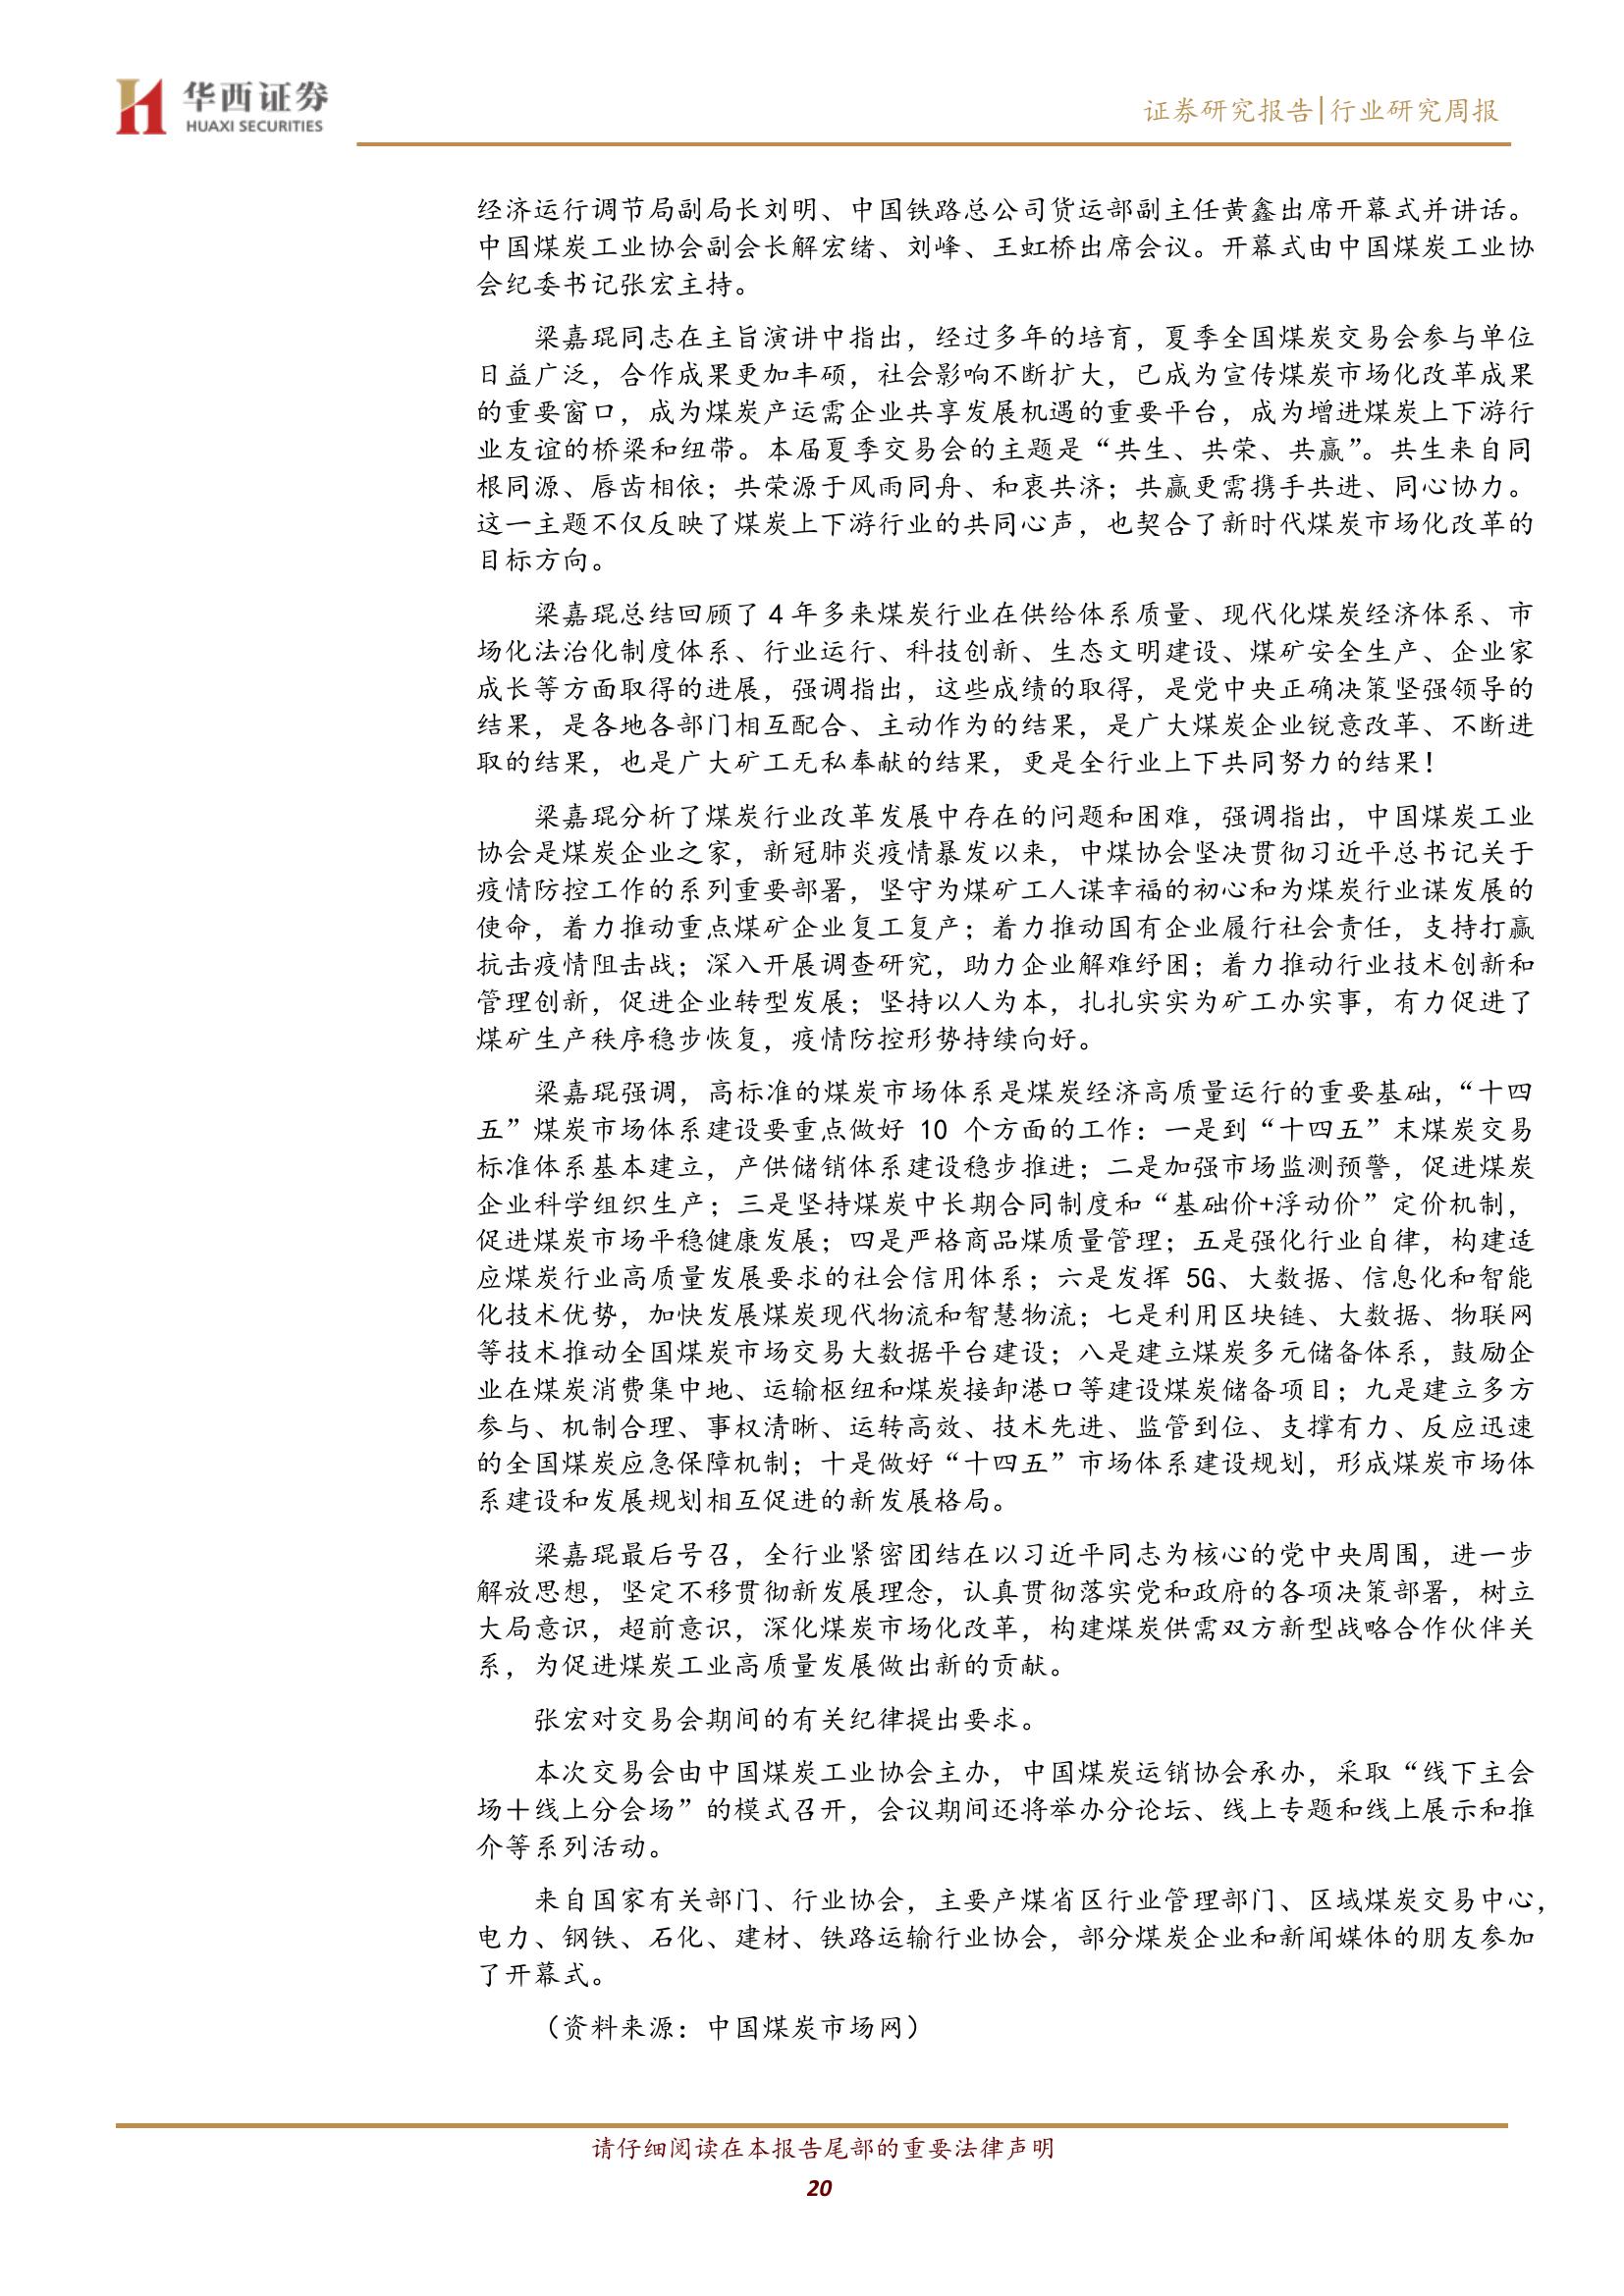 华西证券
HUAXI SECURITIES
证券研究报告|行业研究周报
经济运行调节局副局长刘明、中国铁路总公司货运部副主任黄鑫出席开幕式并讲话。
中国煤炭工业协会副会长解宏绪、刘峰、王虹桥出席会议。开幕式由中国煤炭工业协
会纪委书记张宏主持。
梁嘉琨同志在主旨演讲中指出，经过多年的培育，夏季全国煤炭交易会参与单位
日益广泛，合作成果更加丰硕，社会影响不断扩大，已成为宣传煤炭市场化改革成果
的重要窗口，成为煤炭产运需企业共享发展机遇的重要平台，成为增进煤炭上下游行
业友谊的桥梁和纽带。本届夏季交易会的主题是“共生、共荣、共赢”。共生来自同
根同源、唇齿相依；共荣源于风雨同舟、和衷共济；共赢更需携手共进、同心协力。
这一主题不仅反映了煤炭上下游行业的共同心声，也契合了新时代煤炭市场化改革的
目标方向。
梁嘉琨总结回顾了 4 年多来煤炭行业在供给体系质量、现代化煤炭经济体系、市
场化法治化制度体系、行业运行、科技创新、生态文明建设、煤矿安全生产、企业家
成长等方面取得的进展，强调指出，这些成绩的取得，是党中央正确决策坚强领导的
结果，是各地各部门相互配合、主动作为的结果，是广大煤炭企业锐意改革、不断进
取的结果，也是广大矿工无私奉献的结果，更是全行业上下共同努力的结果！
梁嘉琨分析了煤炭行业改革发展中存在的问题和困难，强调指出，中国煤炭工业
协会是煤炭企业之家，新冠肺炎疫情暴发以来，中煤协会坚决贯彻习近平总书记关于
疫情防控工作的系列重要部署，坚守为煤矿工人谋幸福的初心和为煤炭行业谋发展的
使命，着力推动重点煤矿企业复工复产；着力推动国有企业履行社会责任，支持打赢
抗击疫情阻击战；深入开展调查研究，助力企业解难纾困；着力推动行业技术创新和
管理创新，促进企业转型发展；坚持以人为本，扎扎实实为矿工办实事，有力促进了
煤矿生产秩序稳步恢复，疫情防控形势持续向好。
梁嘉琨强调，高标准的煤炭市场体系是煤炭经济高质量运行的重要基础，“十四
五”煤炭市场体系建设要重点做好 10 个方面的工作：一是到“十四五”末煤炭交易
标准体系基本建立，产供储销体系建设稳步推进；二是加强市场监测预警，促进煤炭
企业科学组织生产；三是坚持煤炭中长期合同制度和“基础价+浮动价”定价机制，
促进煤炭市场平稳健康发展；四是严格商品煤质量管理；五是强化行业自律，构建适
应煤炭行业高质量发展要求的社会信用体系；六是发挥 5G、大数据、信息化和智能
化技术优势，加快发展煤炭现代物流和智慧物流；七是利用区块链、大数据、物联网
等技术推动全国煤炭市场交易大数据平台建设；八是建立煤炭多元储备体系，鼓励企
业在煤炭消费集中地、运输枢纽和煤炭接卸港口等建设煤炭储备项目；九是建立多方
参与、机制合理、事权清晰、运转高效、技术先进、监管到位、支撑有力、反应迅速
的全国煤炭应急保障机制；十是做好“十四五”市场体系建设规划，形成煤炭市场体
系建设和发展规划相互促进的新发展格局。
梁嘉琨最后号召，全行业紧密团结在以习近平同志为核心的党中央周围，进一步
解放思想，坚定不移贯彻新发展理念，认真贯彻落实党和政府的各项决策部署，树立
大局意识，超前意识，深化煤炭市场化改革，构建煤炭供需双方新型战略合作伙伴关
系，为促进煤炭工业高质量发展做出新的贡献。
张宏对交易会期间的有关纪律提出要求。
本次交易会由中国煤炭工业协会主办，中国煤炭运销协会承办，采取“线下主会
场＋线上分会场”的模式召开，会议期间还将举办分论坛、线上专题和线上展示和推
介等系列活动。
来自国家有关部门、行业协会，主要产煤省区行业管理部门、区域煤炭交易中心，
电力、钢铁、石化、建材、铁路运输行业协会，部分煤炭企业和新闻媒体的朋友参加
了开幕式。
（资料来源：中国煤炭市场网）
请仔细阅读在本报告尾部的重要法律声明
20